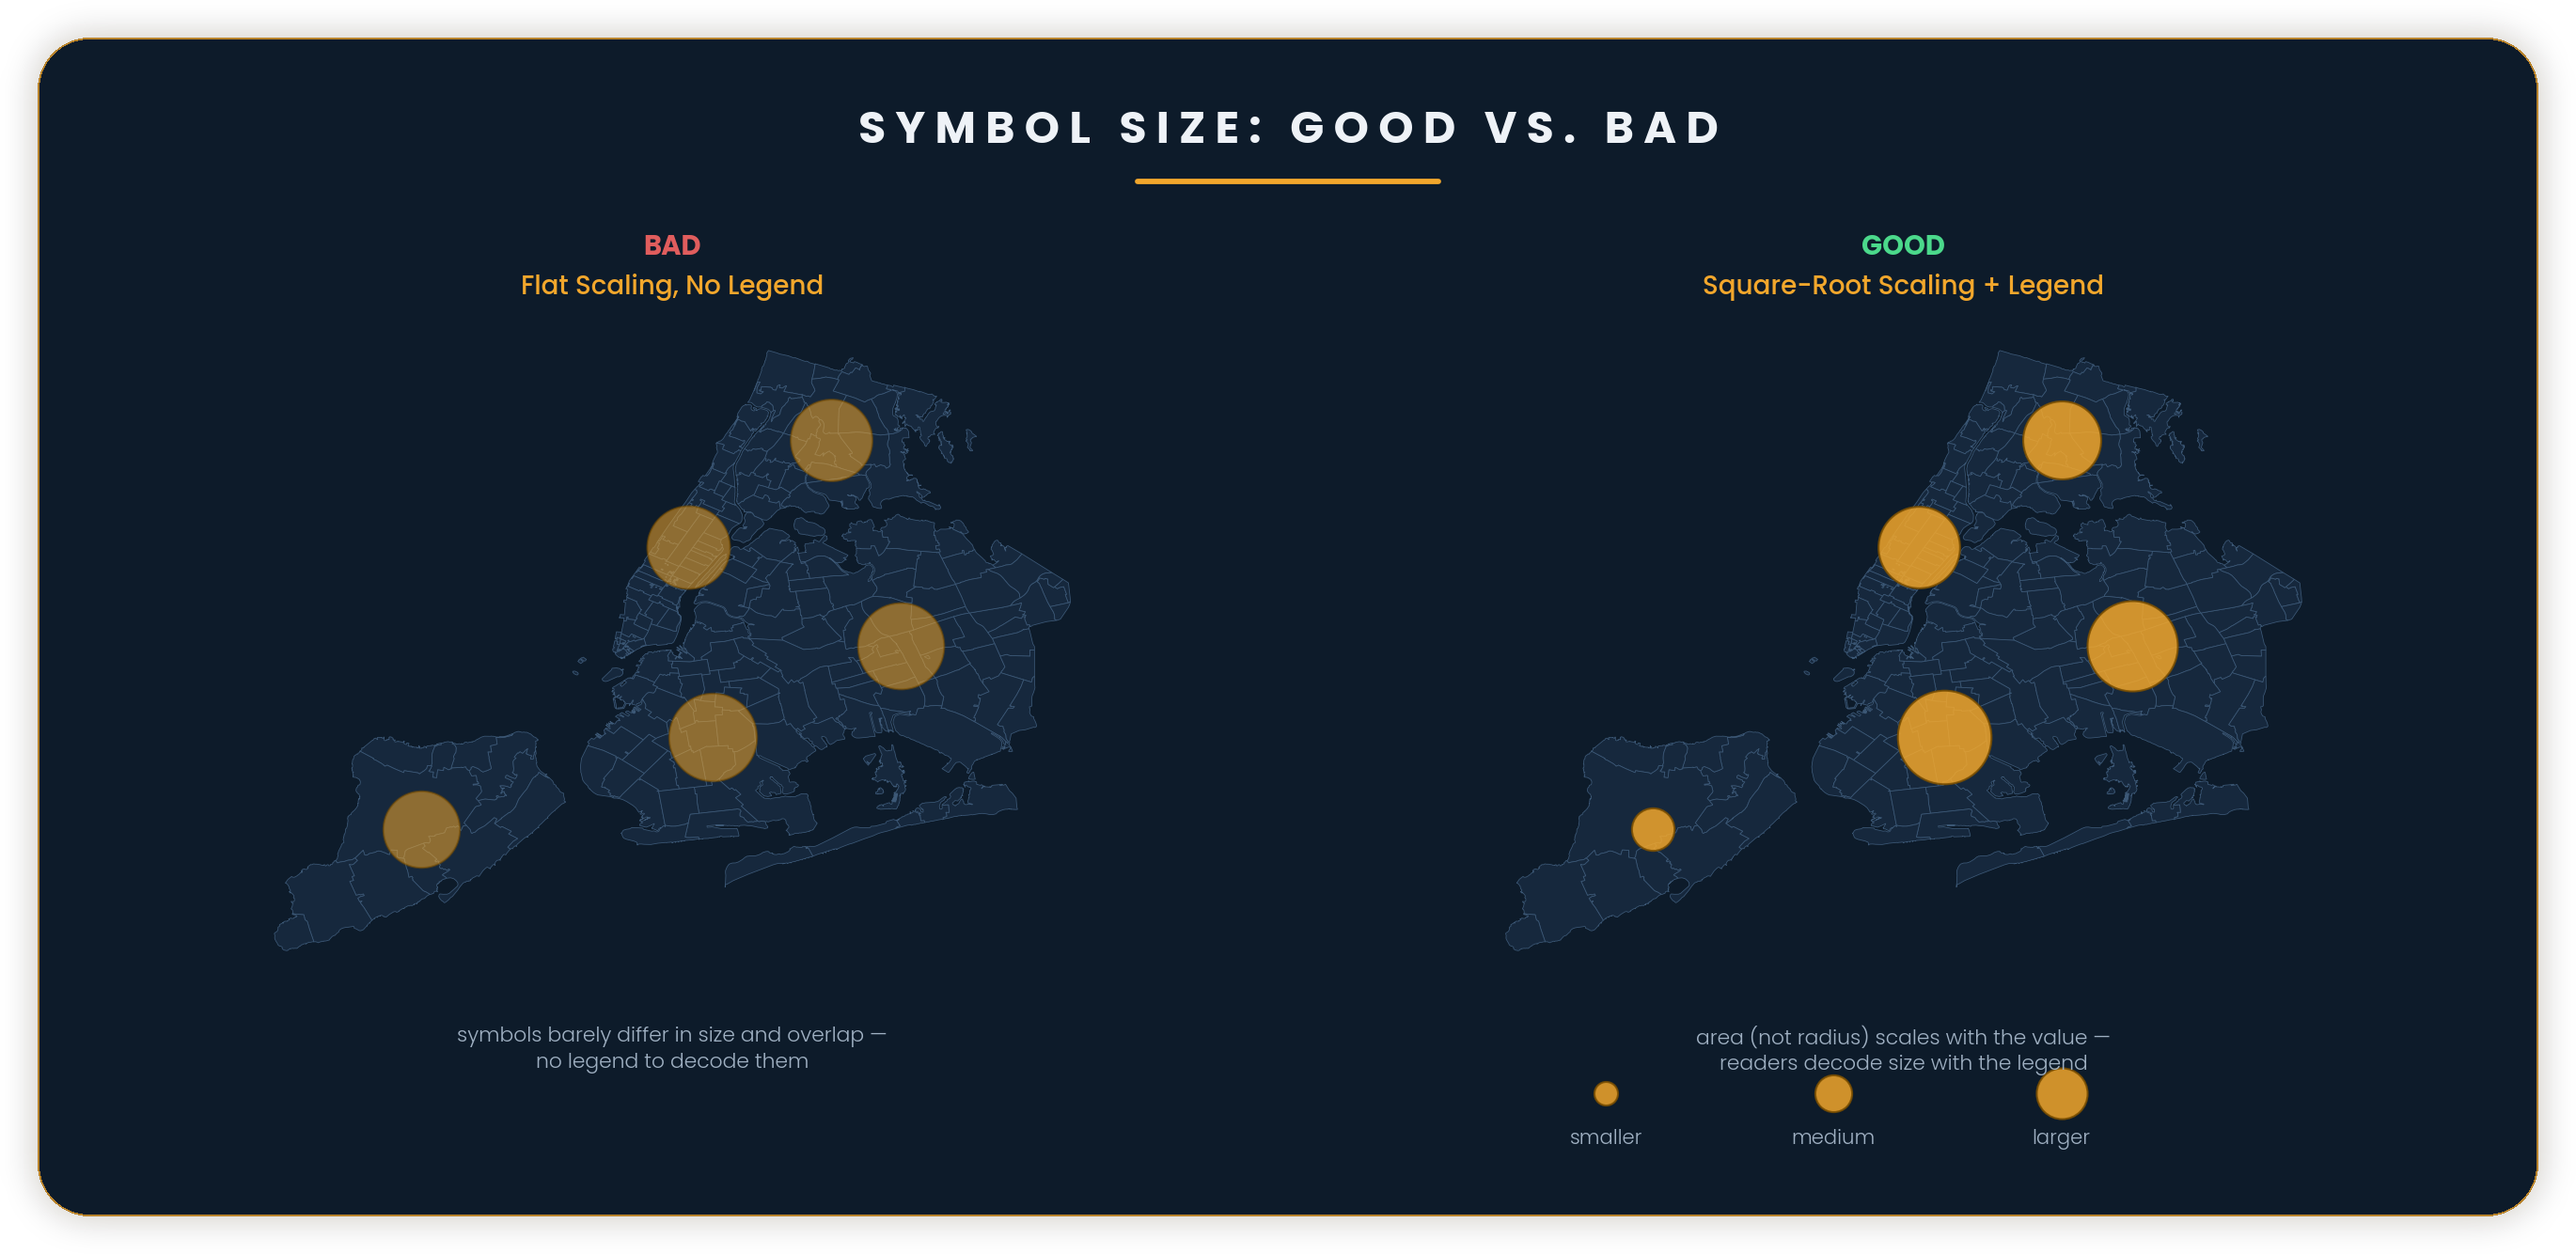 SYMBOL SIZE: GOOD VS. BAD
BAD
Flat Scaling, No Legend
symbols barely differ in size and overlap —
no legend to decode them
GOOD
Square-Root Scaling + Legend
area (not radius) scales with the value —
readers decode size with the legend
smaller
medium
larger